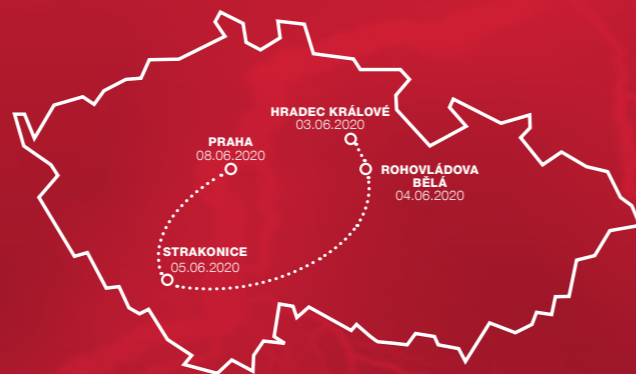 HRADEC KRÁLOVÉ
03.06.2020
PRAHA
08.06.2020
ROHOVLÁDOVA
BĚLÁ
04.06.2020
STRAKONICE
05.06.2020